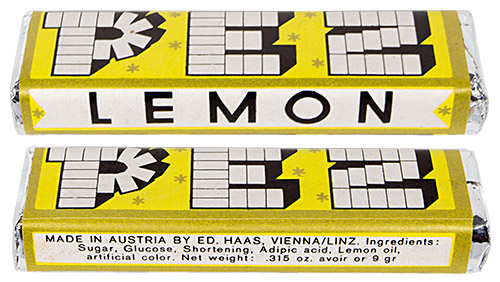 PEZ
LEMON
PEZ
MADE IN AUSTRIA BY ED. HAAS, VIENNA/LINZ. Ingredients:
Sugar, Glucose, Shortening, Adipic acid, Lemon oil,
artificial color. Net weight: .315 oz. avoir or 9 gr